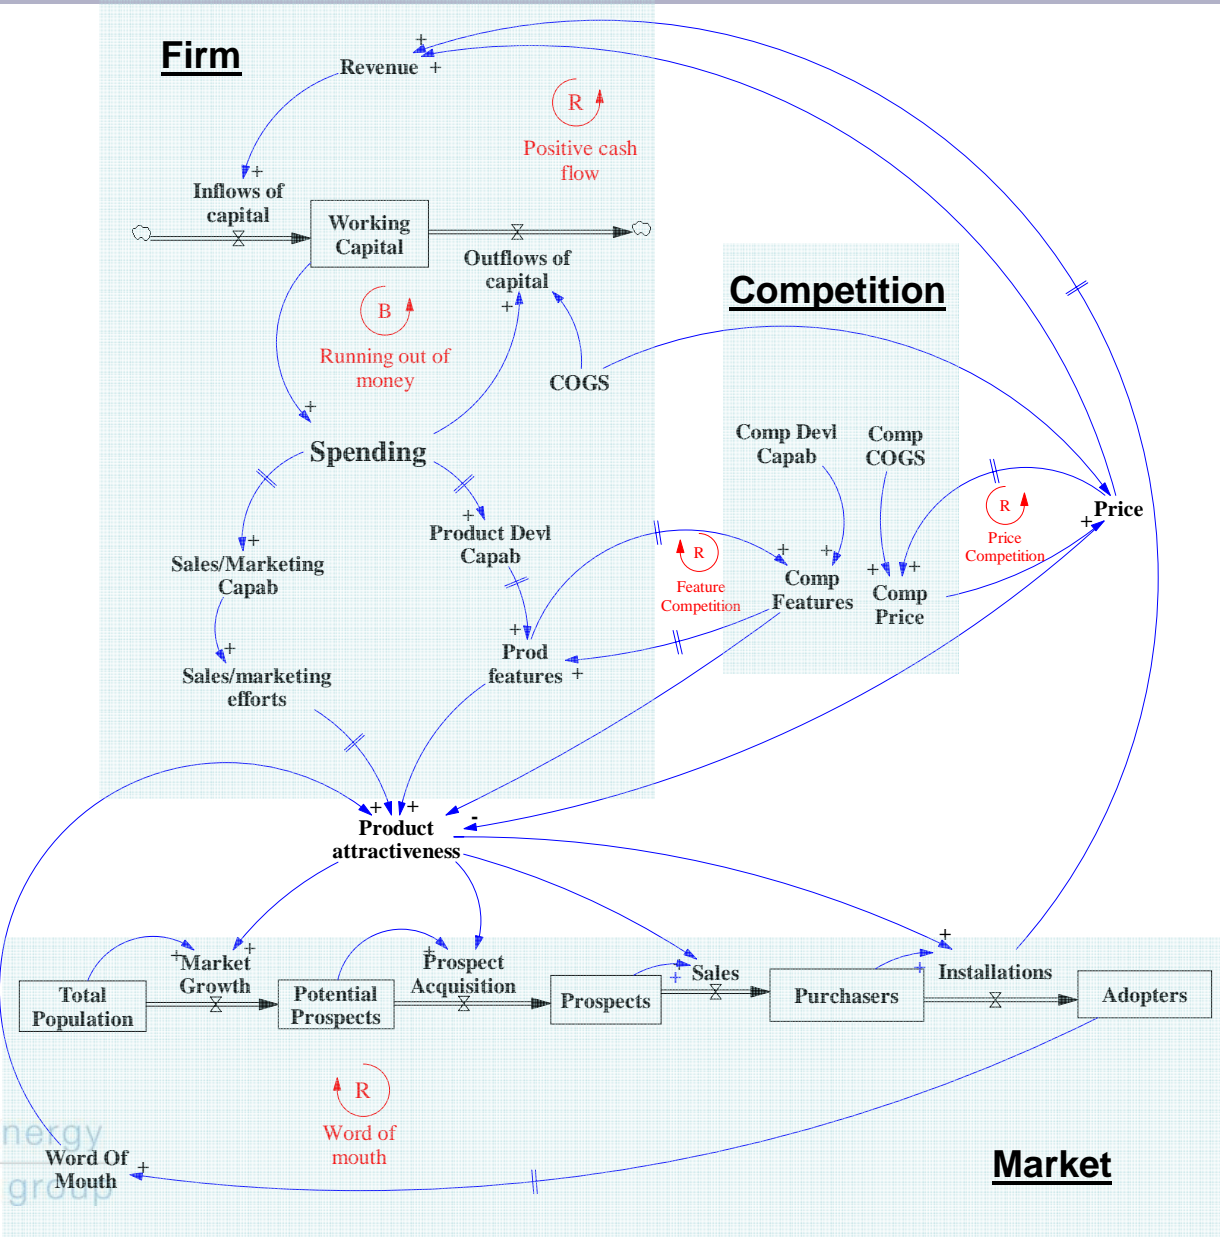 Firm
+
Revenue +
R
Positive cash
flow
+
Inflows of
capital
Working
Capital
Outflows of
capital
+
B
Running out of
money
COGS
+
Spending
Competition
Comp Devl
Capab
Comp
COGS
R
Price
Competition
Price
+
+
Product Devl
Capab
+
Sales/Marketing
Capab
R
Feature
Competition
+ +
Comp
Features
+ +
Comp
Price
+
Prod
features +
+
Sales/marketing
efforts
+ +
-
Product
attractiveness
+
+
Market
Growth
+
Prospect
Acquisition
+
Sales
+
+
Installations
Total
Population
Potential
Prospects
Prospects
Purchasers
Adopters
R
Word of
mouth
nergy
group
Word Of
Mouth
+
Market